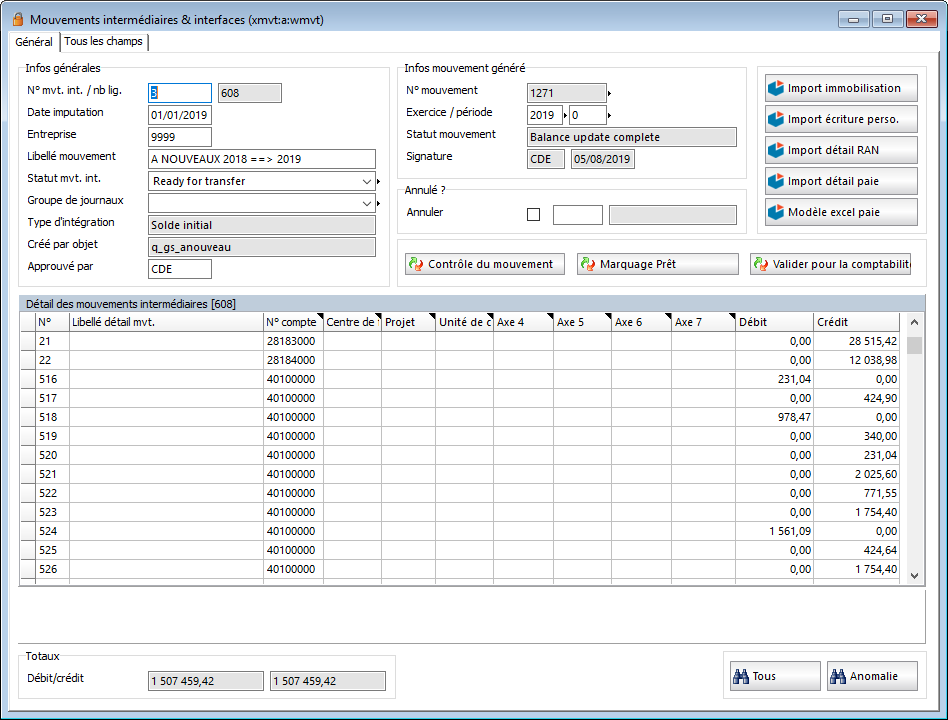 Mouvements intermédiaires & interfaces (xmvt:a:wmvt)
Général Tous les champs
Infos générales
N° mvt. int. / nb lig. 3 608
Date imputation 01/01/2019
Entreprise 9999
Libellé mouvement A NOUVEAUX 2018 ==> 2019
Statut mvt. int. Ready for transfer
Groupe de journaux
Type d'intégration Solde initial
Créé par objet q_gs_anouveau
Approuvé par CDE
Infos mouvement généré
N° mouvement 1271
Exercice / période 2019 0
Statut mouvement Balance update complete
Signature CDE 05/08/2019
Annulé ?
Annuler
Import immobilisation
Import écriture perso.
Import détail RAN
Import détail paie
Modèle excel paie
Contrôle du mouvement Marquage Prêt Valider pour la comptabilit
Détail des mouvements intermédiaires [608]
N° Libellé détail mvt. N° compte Centre de Projet Unité de c Axe 4 Axe 5 Axe 6 Axe 7 Débit Crédit
21 28183000 0,00 28 515,42
22 28184000 0,00 12 038,98
516 40100000 231,04 0,00
517 40100000 0,00 424,90
518 40100000 978,47 0,00
519 40100000 0,00 340,00
520 40100000 0,00 231,04
521 40100000 0,00 2 025,60
522 40100000 0,00 771,55
523 40100000 0,00 1 754,40
524 40100000 1 561,09 0,00
525 40100000 0,00 424,64
526 40100000 0,00 1 754,40
Totaux
Débit/crédit 1 507 459,42 1 507 459,42
Tous Anomalie